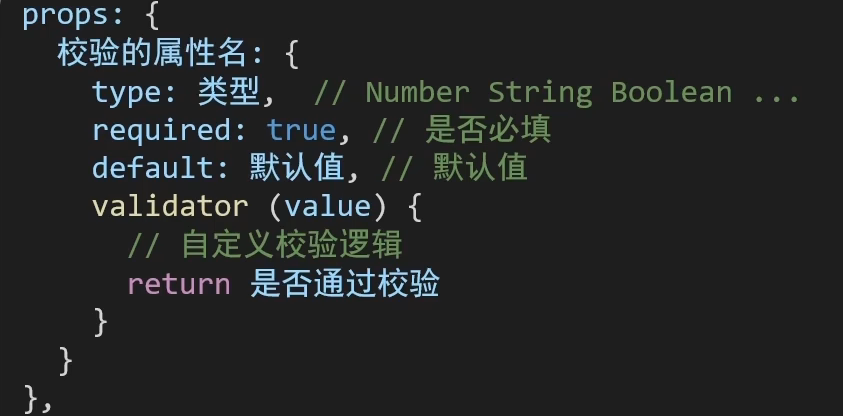 props: {
  校验的属性名: {
    type: 类型,  // Number String Boolean ...
    required: true, // 是否必填
    default: 默认值, // 默认值
    validator (value) {
      // 自定义校验逻辑
      return 是否通过校验
    }
  }
},